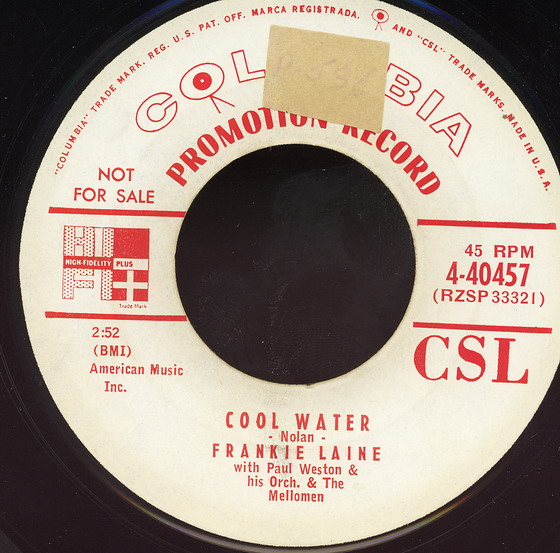 "COLUMBIA" TRADE MARK. REG. U.S. PAT. OFF. MARCA REGISTRADA. AND "CSL" TRADE MARKS. MADE IN U.S.A.
COL BIA
PROMOTION RECORD
NOT
FOR SALE
HI
HIGH-FIDELITY PLUS
FI
Trade Mark
45 RPM
4-40457
(RZSP33321)
2:52
(BMI)
American Music
Inc.
CSL
COOL WATER
- Nolan -
FRANKIE LAINE
with Paul Weston &
his Orch. & The
Mellomen